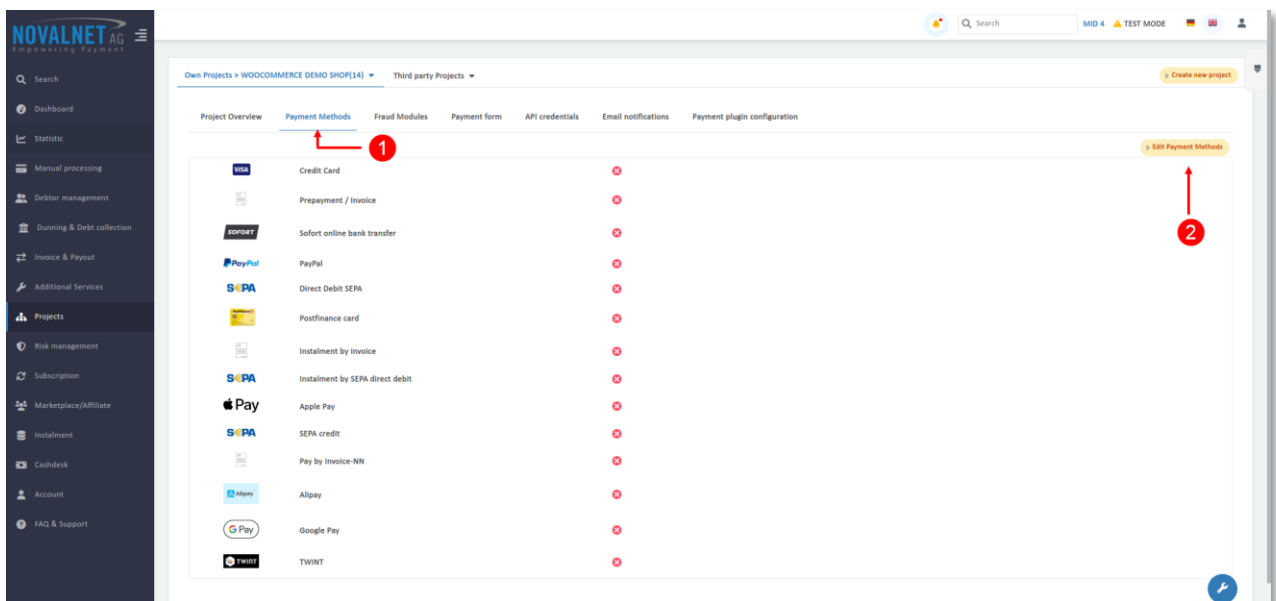 NOVALNET AG
Empowering Payment
Search
MID 4 TEST MODE
Search
Dashboard
Statistic
Manual processing
Debtor management
Dunning & Debt collection
Invoice & Payout
Additional Services
Projects
Risk management
Subscription
Marketplace/Affiliate
Instalment
Cashdesk
Account
FAQ & Support
Own Projects > WOOCOMMERCE DEMO SHOP(14) Third party Projects
Create new project
Project Overview Payment Methods Fraud Modules Payment form API credentials Email notifications Payment plugin configuration
1
Edit Payment Methods
2
VISA Credit Card
Prepayment / Invoice
SOFORT Sofort online bank transfer
PayPal PayPal
SEPA Direct Debit SEPA
Postfinance card
Instalment by invoice
SEPA Instalment by SEPA direct debit
Pay Apple Pay
SEPA SEPA credit
Pay by Invoice-NN
Alipay Alipay
G Pay Google Pay
TWINT TWINT